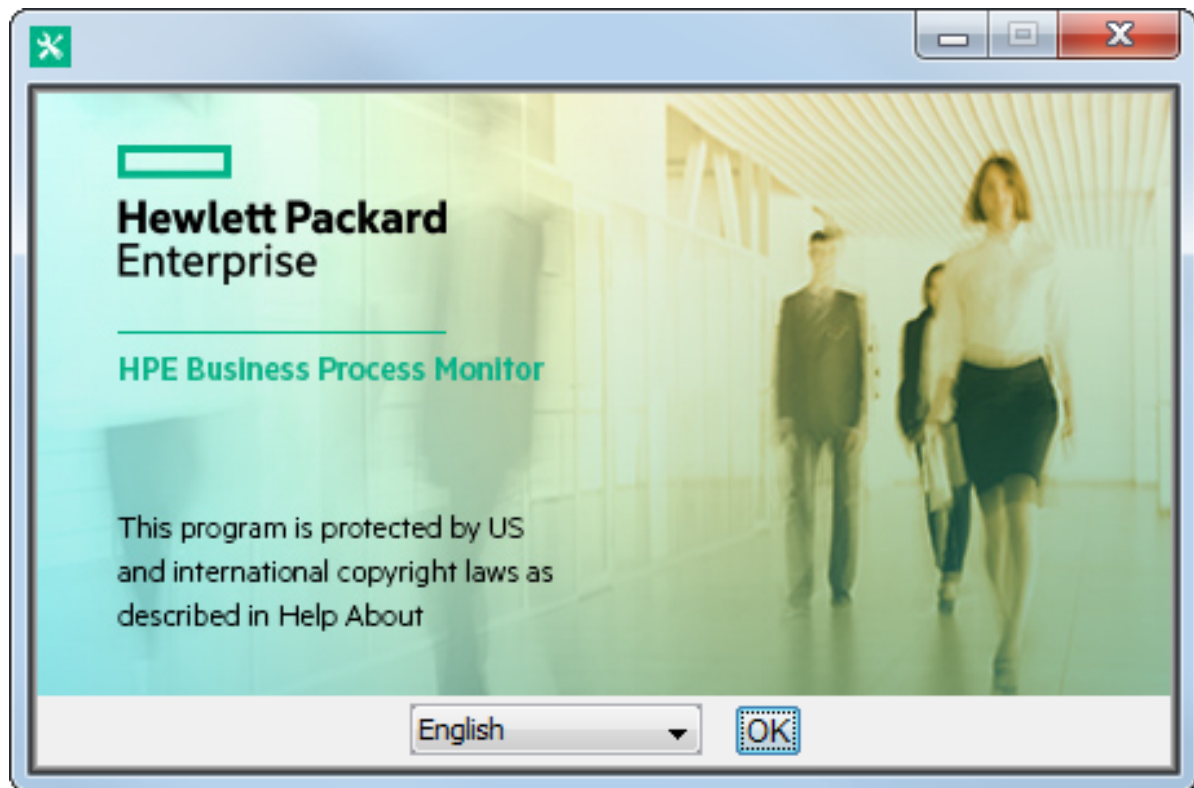 Hewlett Packard
Enterprise
HPE Business Process Monitor
This program is protected by US
and international copyright laws as
described in Help About
English
OK